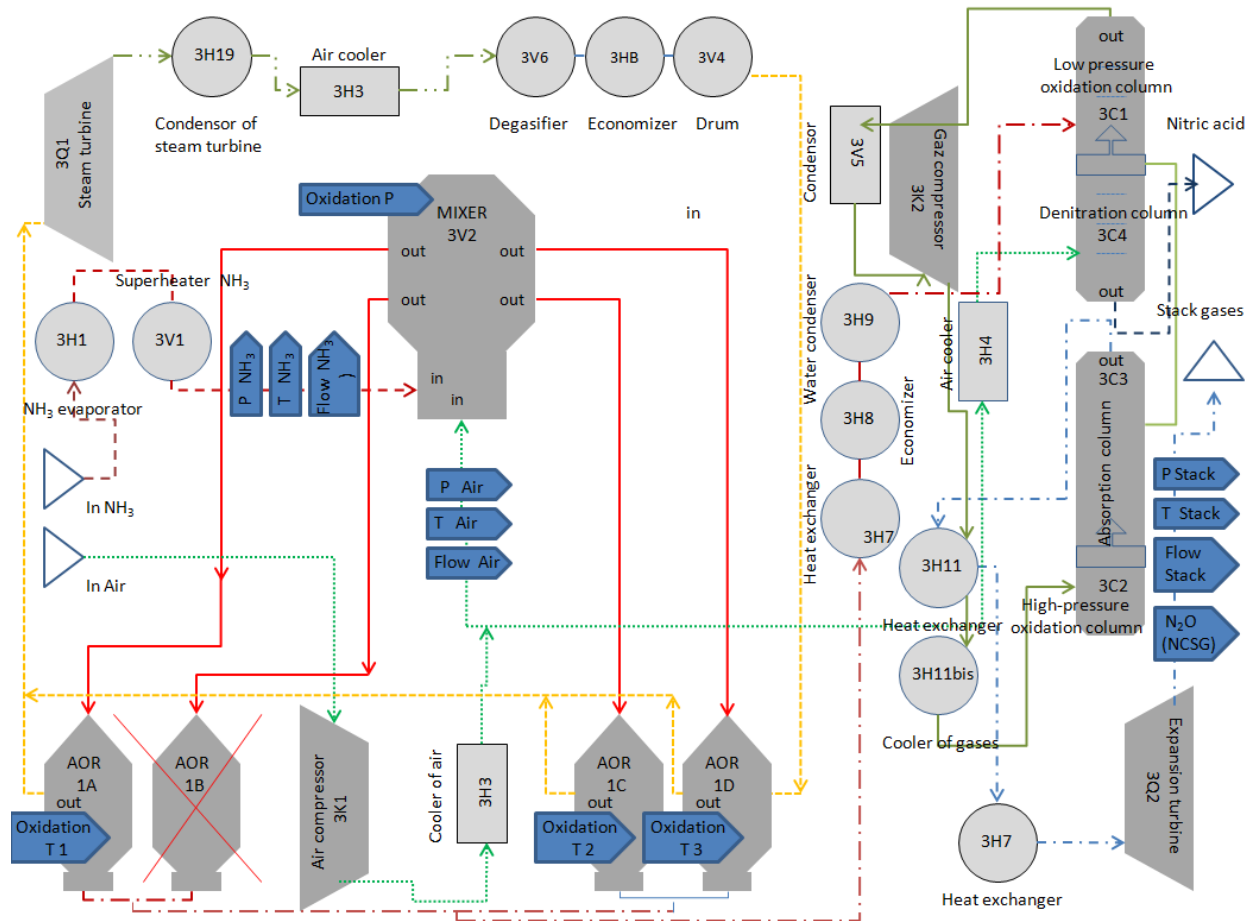 3H19
Air cooler
3H3
3V6
3HB
3V4
Condensor of
steam turbine
Degasifier
Economizer
Drum
3Q1
Steam turbine
Oxidation P
MIXER
3V2
out
out
out
out
in
in
in
Superheater NH₃
3H1
3V1
P NH₃
T NH₃
Flow NH₃
)
NH₃ evaporator
In NH₃
In Air
P Air
T Air
Flow Air
Condensor
3V5
Gaz compressor
3K2
out
Low pressure
oxidation column
3C1
Nitric acid
Denitration column
3C4
out
Stack gases
Water condenser
3H9
Air cooler
3H4
3H8
Economizer
Heat exchanger
3H7
out
3C3
Absorption column
3C2
High-pressure
oxidation column
P Stack
T Stack
Flow
Stack
N₂O
(NCSG)
3H11
Heat exchanger
3H11bis
Cooler of gases
Expansion turbine
3Q2
3H7
Heat exchanger
AOR
1A
out
Oxidation
T 1
AOR
1B
Air compressor
3K1
Cooler of air
3H3
AOR
1C
out
Oxidation
T 2
AOR
1D
out
Oxidation
T 3